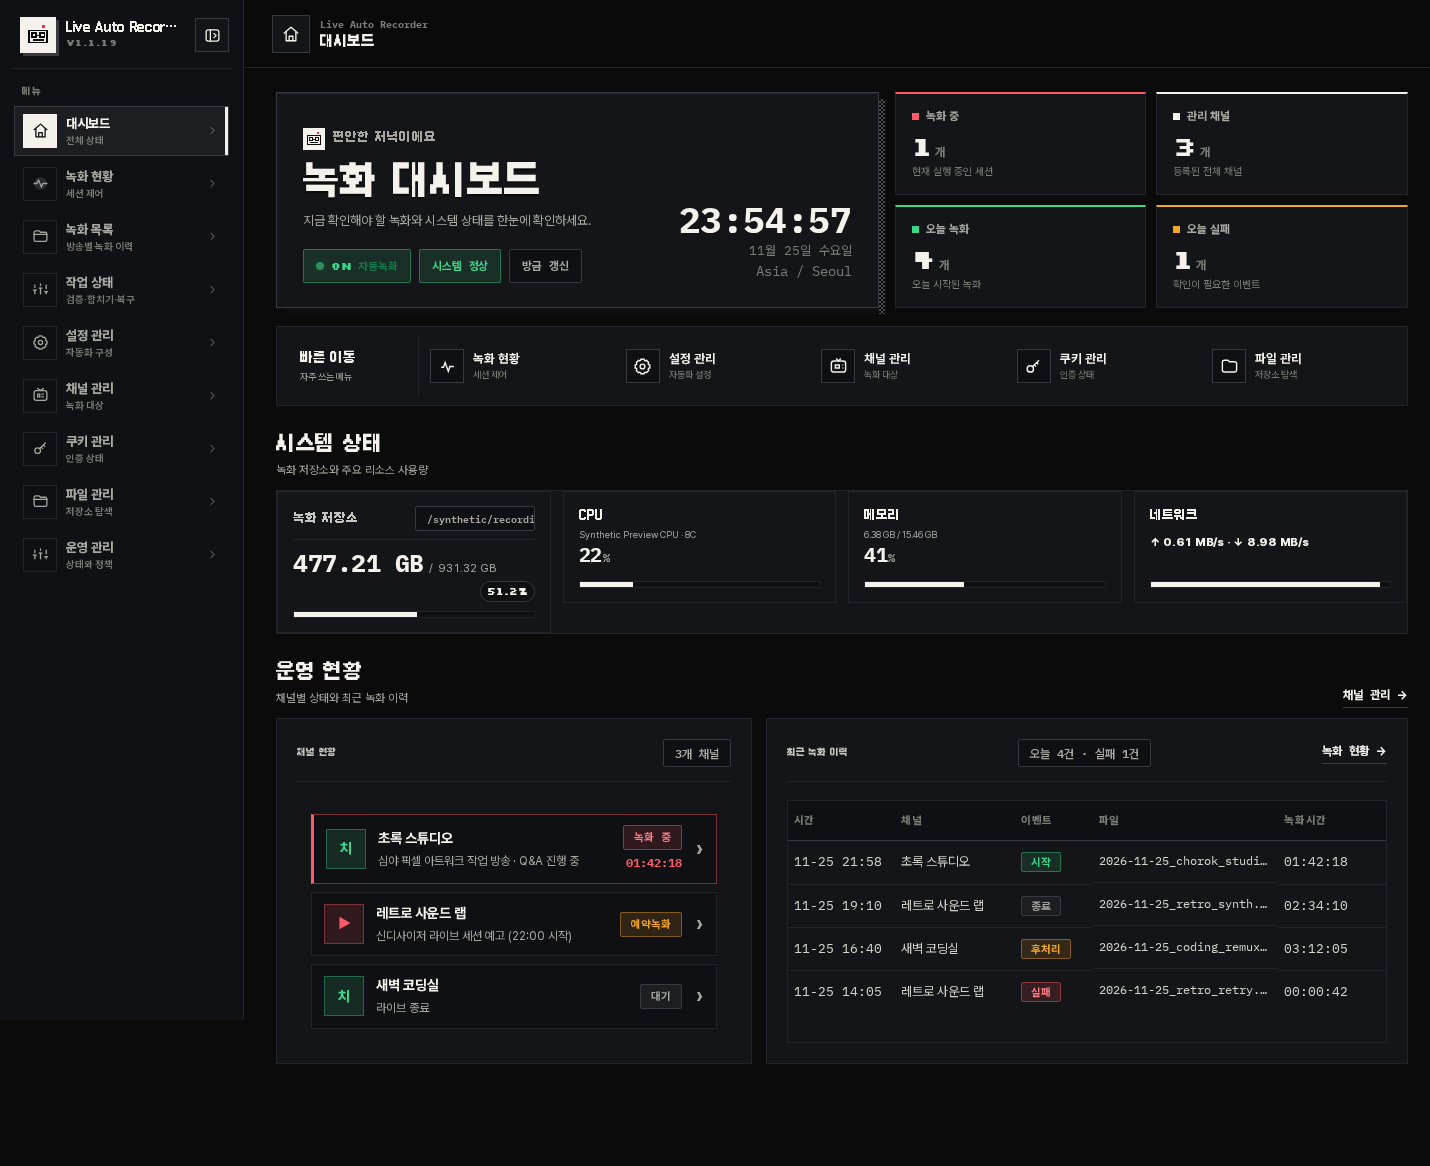 Live Auto Recor...
V1.1.19
메뉴
대시보드
전체 상태
녹화 현황
세션 제어
녹화 목록
방송별 녹화 이력
작업 상태
검증·합치기·복구
설정 관리
자동화 구성
채널 관리
녹화 대상
쿠키 관리
인증 상태
파일 관리
저장소 탐색
운영 관리
상태와 정책
Live Auto Recorder
대시보드
편안한 저녁이에요
녹화 대시보드
지금 확인해야 할 녹화와 시스템 상태를 한눈에 확인하세요.
ON 자동녹화
시스템 정상
방금 갱신
23:54:57
11월 25일 수요일
Asia / Seoul
녹화 중
1 개
현재 실행 중인 세션
관리 채널
3 개
등록된 전체 채널
오늘 녹화
4 개
오늘 시작된 녹화
오늘 실패
1 개
확인이 필요한 이벤트
빠른 이동
자주 쓰는 메뉴
녹화 현황
세션 제어
설정 관리
자동화 설정
채널 관리
녹화 대상
쿠키 관리
인증 상태
파일 관리
저장소 탐색
시스템 상태
녹화 저장소와 주요 리소스 사용량
녹화 저장소
/synthetic/recordi
477.21 GB / 931.32 GB
51.2%
CPU
Synthetic Preview CPU · 8C
22%
메모리
6.38 GB / 15.46 GB
41%
네트워크
↑ 0.61 MB/s · ↓ 8.98 MB/s
운영 현황
채널별 상태와 최근 녹화 이력
채널 관리 →
채널 현황
3개 채널
치
초록 스튜디오
심야 픽셀 아트워크 작업 방송 · Q&A 진행 중
녹화 중
01:42:18
레트로 사운드 랩
신디사이저 라이브 세션 예고 (22:00 시작)
예약녹화
치
새벽 코딩실
라이브 종료
대기
최근 녹화 이력
오늘 4건 · 실패 1건
녹화 현황 →
시간 채널 이벤트 파일 녹화시간
11-25 21:58 초록 스튜디오 시작 2026-11-25_chorok_studi... 01:42:18
11-25 19:10 레트로 사운드 랩 종료 2026-11-25_retro_synth.... 02:34:10
11-25 16:40 새벽 코딩실 후처리 2026-11-25_coding_remux... 03:12:05
11-25 14:05 레트로 사운드 랩 실패 2026-11-25_retro_retry.... 00:00:42